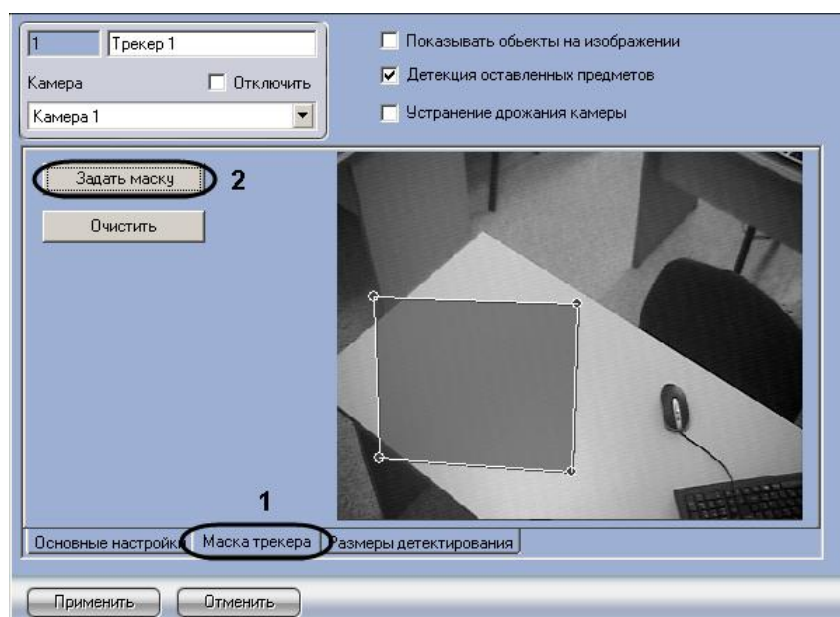 1
Трекер 1
Камера
Отключить
Камера 1
Показывать обьекты на изображении
Детекция оставленных предметов
Устранение дрожания камеры
Задать маску
2
Очистить
1
Основные настройки
Маска трекера
Размеры детектирования
Применить
Отменить